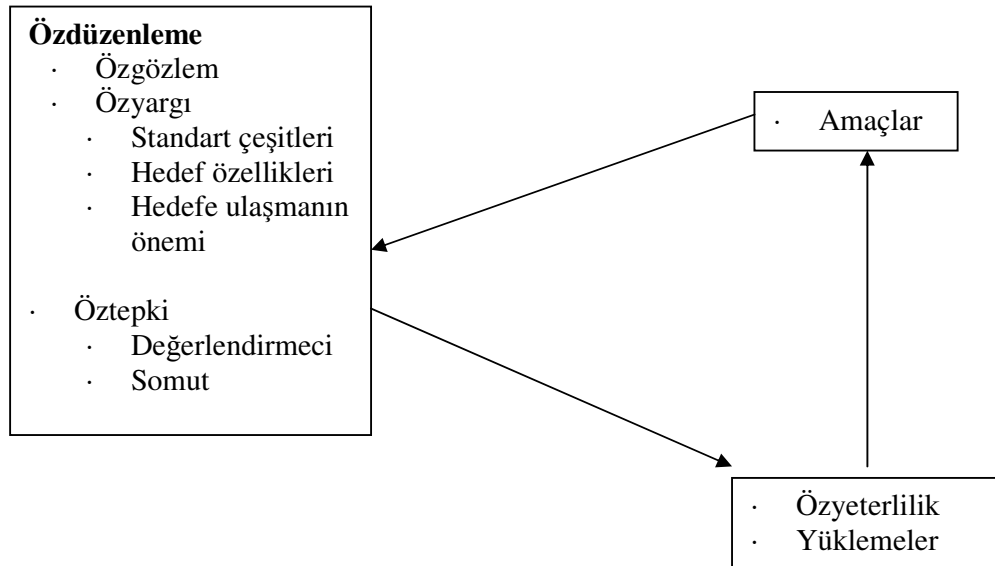 Özdüzenleme
· Özgözlem
· Özyargı
· Standart çeşitleri
· Hedef özellikleri
· Hedefe ulaşmanın
önemi
· Öztepki
· Değerlendirmeci
· Somut
· Amaçlar
· Özyeterlilik
· Yüklemeler